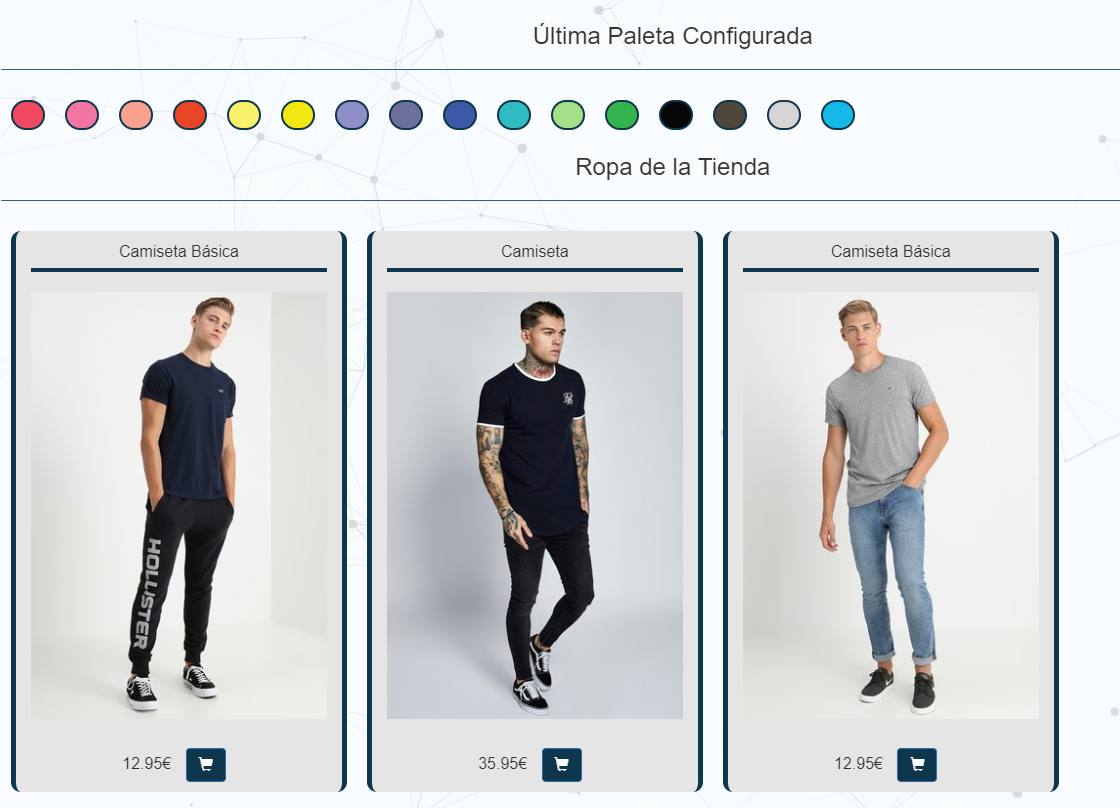 Última Paleta Configurada
Ropa de la Tienda
Camiseta Básica
Camiseta
Camiseta Básica
HOLLISTER
12.95€
35.95€
12.95€